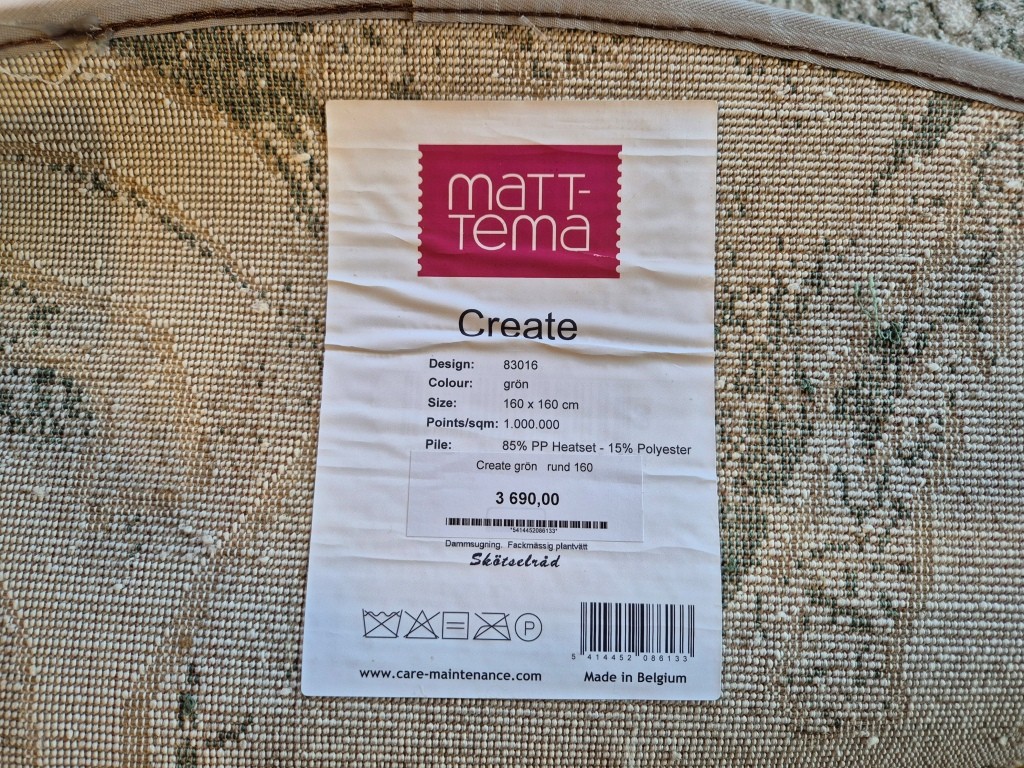 maTT-
Tema
Create
Design: 83016
Colour: grön
Size: 160 x 160 cm
Points/sqm: 1.000.000
Pile: 85% PP Heatset - 15% Polyester
Create grön rund 160
3 690,00
*5414452086133*
Dammsugning. Fackmässig plantvätt
Skötselråd
P
5 414452 086133
www.care-maintenance.com
Made in Belgium